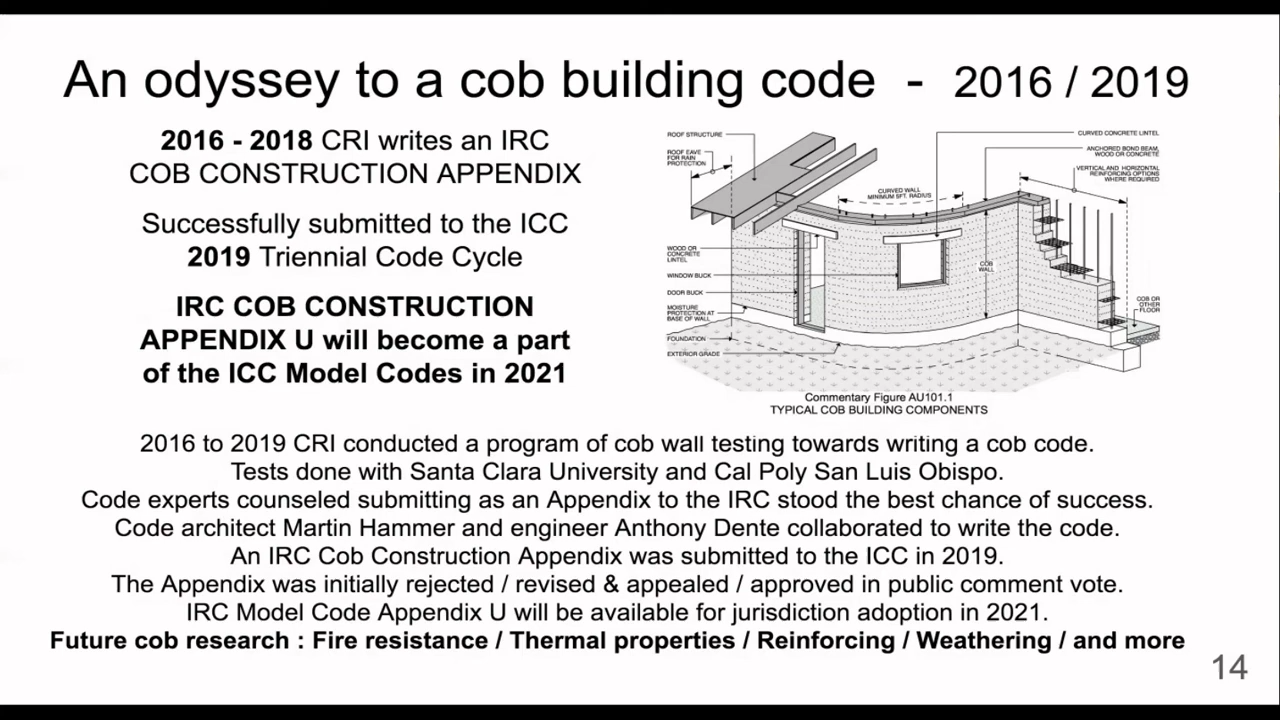 An odyssey to a cob building code - 2016 / 2019
2016 - 2018 CRI writes an IRC
COB CONSTRUCTION APPENDIX
Successfully submitted to the ICC
2019 Triennial Code Cycle
IRC COB CONSTRUCTION
APPENDIX U will become a part
of the ICC Model Codes in 2021
ROOF STRUCTURE
ROOF EAVE
FOR RAIN
PROTECTION
WOOD OR
CONCRETE
LINTEL
WINDOW BUCK
DOOR BUCK
MOISTURE
PROTECTION AT
BASE OF WALL
FOUNDATION
EXTERIOR GRADE
CURVED WALL
MINIMUM 5FT. RADIUS
COB
WALL
CURVED CONCRETE LINTEL
ANCHORED BOND BEAM,
WOOD OR CONCRETE
VERTICAL AND HORIZONTAL
REINFORCING OPTIONS
WHERE REQUIRED
COB OR
OTHER
FLOOR
Commentary Figure AU101.1
TYPICAL COB BUILDING COMPONENTS
2016 to 2019 CRI conducted a program of cob wall testing towards writing a cob code.
Tests done with Santa Clara University and Cal Poly San Luis Obispo.
Code experts counseled submitting as an Appendix to the IRC stood the best chance of success.
Code architect Martin Hammer and engineer Anthony Dente collaborated to write the code.
An IRC Cob Construction Appendix was submitted to the ICC in 2019.
The Appendix was initially rejected / revised & appealed / approved in public comment vote.
IRC Model Code Appendix U will be available for jurisdiction adoption in 2021.
Future cob research : Fire resistance / Thermal properties / Reinforcing / Weathering / and more
14